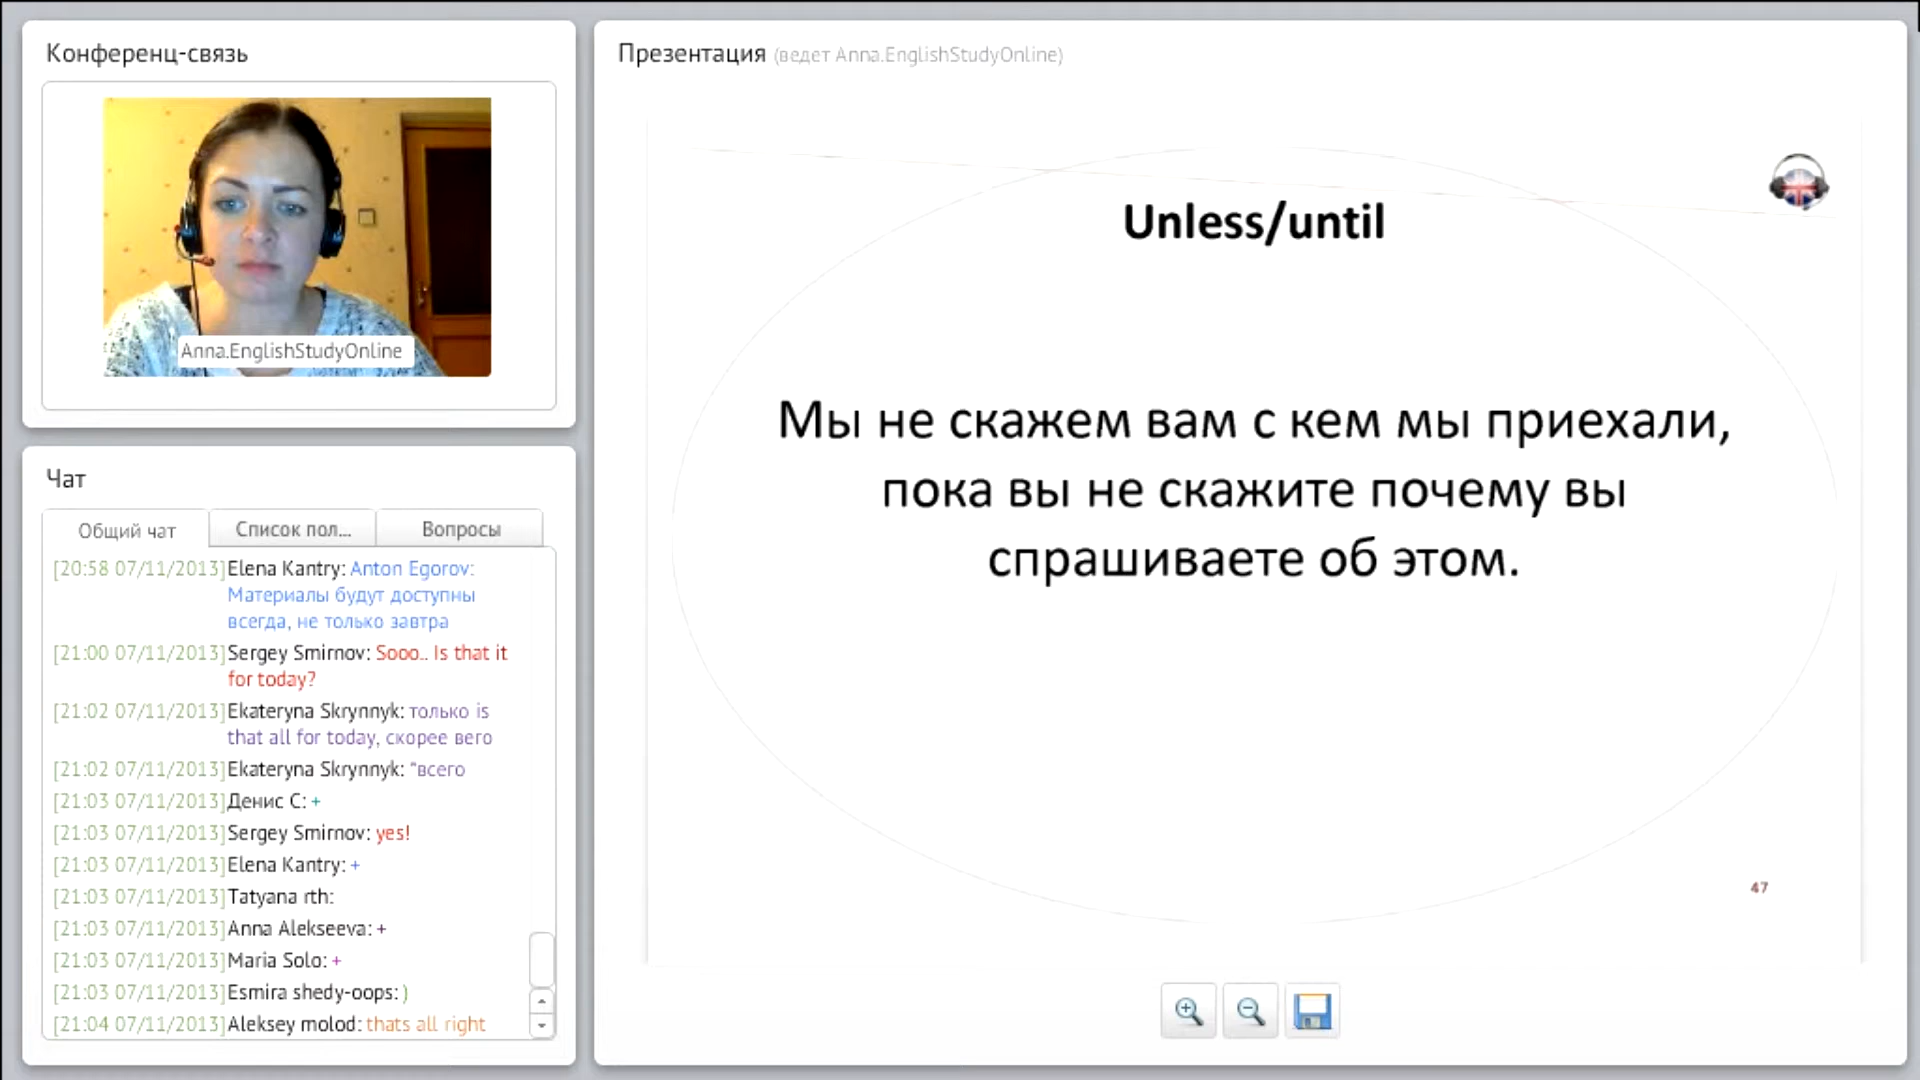 Конференц-связь
Anna.EnglishStudyOnline
Чат
Общий чат
Список пол...
Вопросы
[20:58 07/11/2013]Elena Kantry: Anton Egorov:
Материалы будут доступны
всегда, не только завтра
[21:00 07/11/2013]Sergey Smirnov: Sooo.. Is that it
for today?
[21:02 07/11/2013]Ekateryna Skrynnyk: только is
that all for today, скорее вего
[21:02 07/11/2013]Ekateryna Skrynnyk: *всего
[21:03 07/11/2013]Денис С: +
[21:03 07/11/2013]Sergey Smirnov: yes!
[21:03 07/11/2013]Elena Kantry: +
[21:03 07/11/2013]Tatyana rth:
[21:03 07/11/2013]Anna Alekseeva: +
[21:03 07/11/2013]Maria Solo: +
[21:03 07/11/2013]Esmira shedy-oops: )
[21:04 07/11/2013]Aleksey molod: thats all right
Презентация (ведет Anna.EnglishStudyOnline)
Unless/until
Мы не скажем вам с кем мы приехали,
пока вы не скажите почему вы
спрашиваете об этом.
47